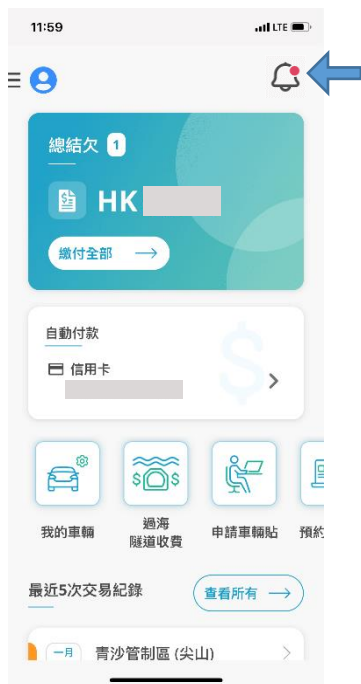 11:59
LTE
總結欠 1
HK
繳付全部
自動付款
信用卡
我的車輛
過海
隧道收費
申請車輛貼
預約
最近5次交易紀錄
查看所有
一月 青沙管制區 (尖山)